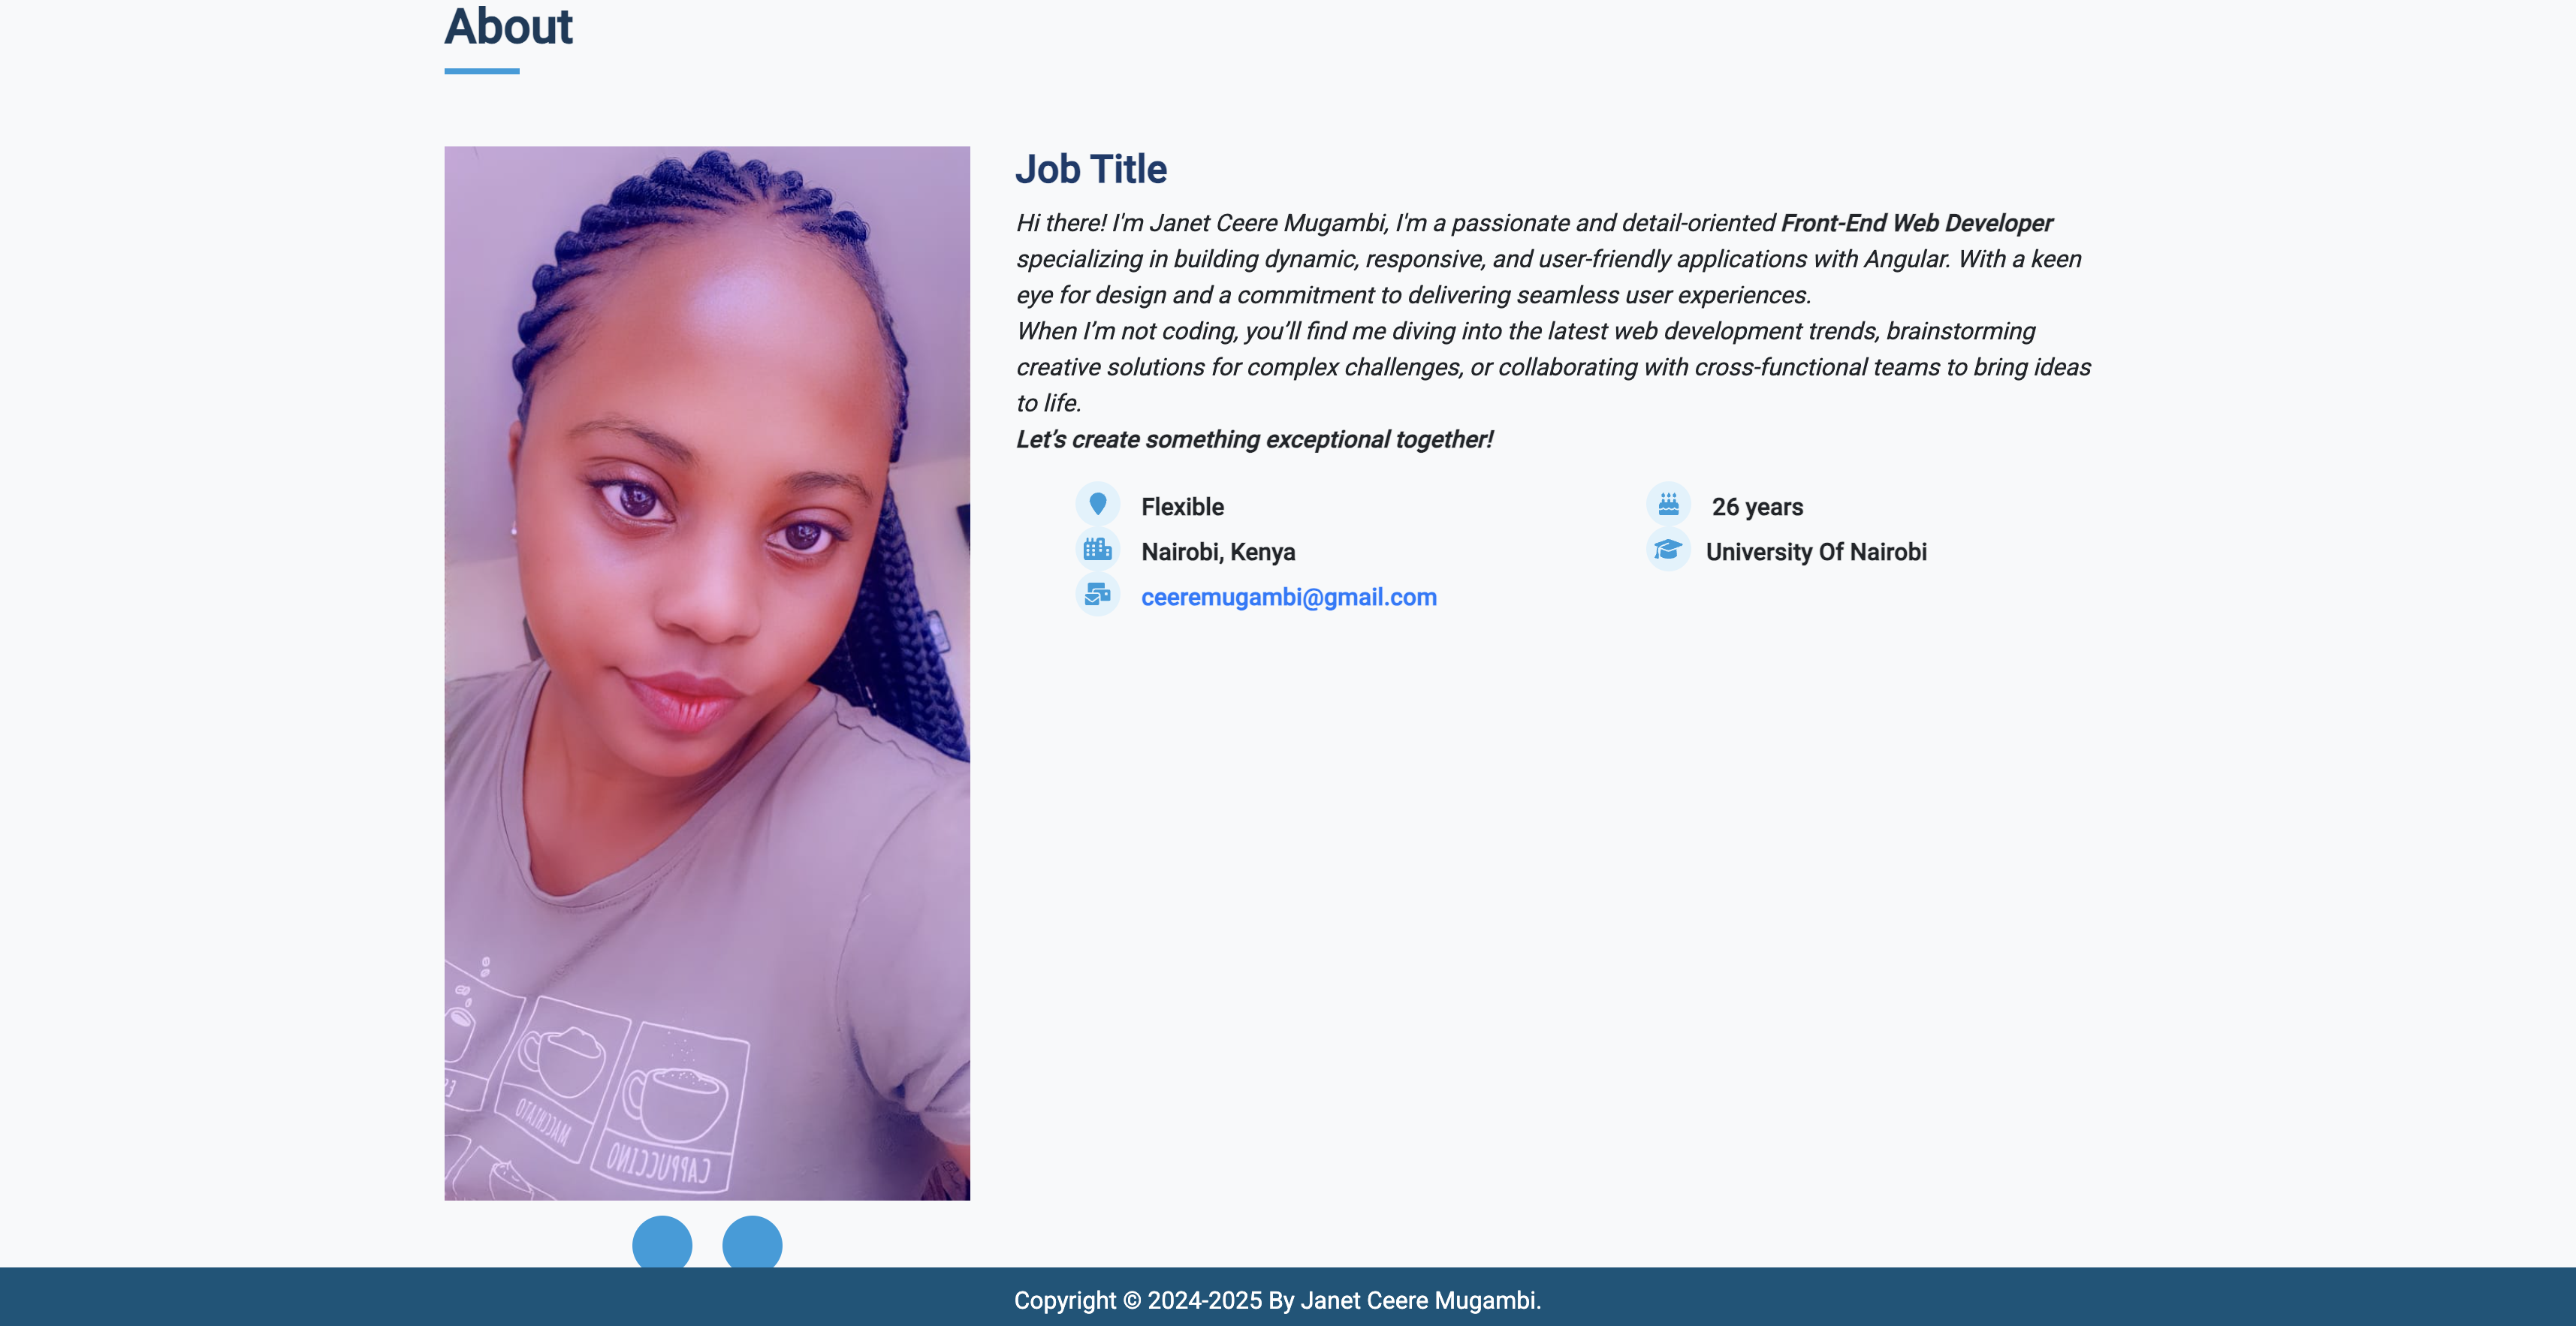 About
Job Title
Hi there! I'm Janet Ceere Mugambi, I'm a passionate and detail-oriented Front-End Web Developer
specializing in building dynamic, responsive, and user-friendly applications with Angular. With a keen
eye for design and a commitment to delivering seamless user experiences.
When I’m not coding, you’ll find me diving into the latest web development trends, brainstorming
creative solutions for complex challenges, or collaborating with cross-functional teams to bring ideas
to life.
Let’s create something exceptional together!
Flexible
26 years
Nairobi, Kenya
University Of Nairobi
ceeremugambi@gmail.com
MACCHIATO
CAPPUCCINO
Copyright © 2024-2025 By Janet Ceere Mugambi.